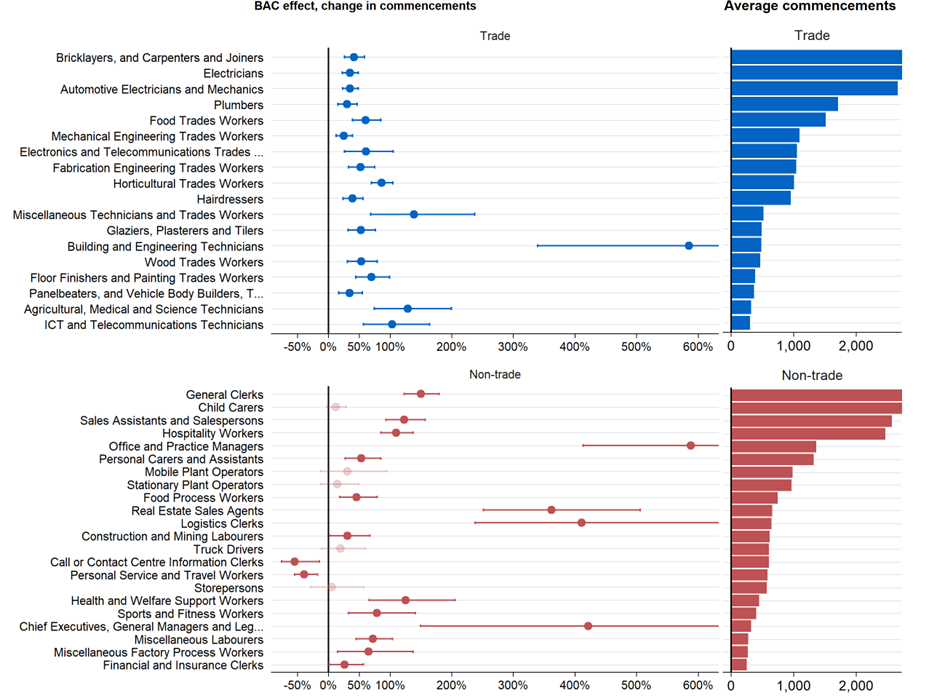 BAC effect, change in commencements
Average commencements
Trade
Trade
Bricklayers, and Carpenters and Joiners
Electricians
Automotive Electricians and Mechanics
Plumbers
Food Trades Workers
Mechanical Engineering Trades Workers
Electronics and Telecommunications Trades ...
Fabrication Engineering Trades Workers
Horticultural Trades Workers
Hairdressers
Miscellaneous Technicians and Trades Workers
Glaziers, Plasterers and Tilers
Building and Engineering Technicians
Wood Trades Workers
Floor Finishers and Painting Trades Workers
Panelbeaters, and Vehicle Body Builders, T...
Agricultural, Medical and Science Technicians
ICT and Telecommunications Technicians
-50% 0% 50% 100% 200% 300% 400% 500% 600%
0 1,000 2,000
Non-trade
Non-trade
General Clerks
Child Carers
Sales Assistants and Salespersons
Hospitality Workers
Office and Practice Managers
Personal Carers and Assistants
Mobile Plant Operators
Stationary Plant Operators
Food Process Workers
Real Estate Sales Agents
Logistics Clerks
Construction and Mining Labourers
Truck Drivers
Call or Contact Centre Information Clerks
Personal Service and Travel Workers
Storepersons
Health and Welfare Support Workers
Sports and Fitness Workers
Chief Executives, General Managers and Leg...
Miscellaneous Labourers
Miscellaneous Factory Process Workers
Financial and Insurance Clerks
-50% 0% 50% 100% 200% 300% 400% 500% 600%
0 1,000 2,000